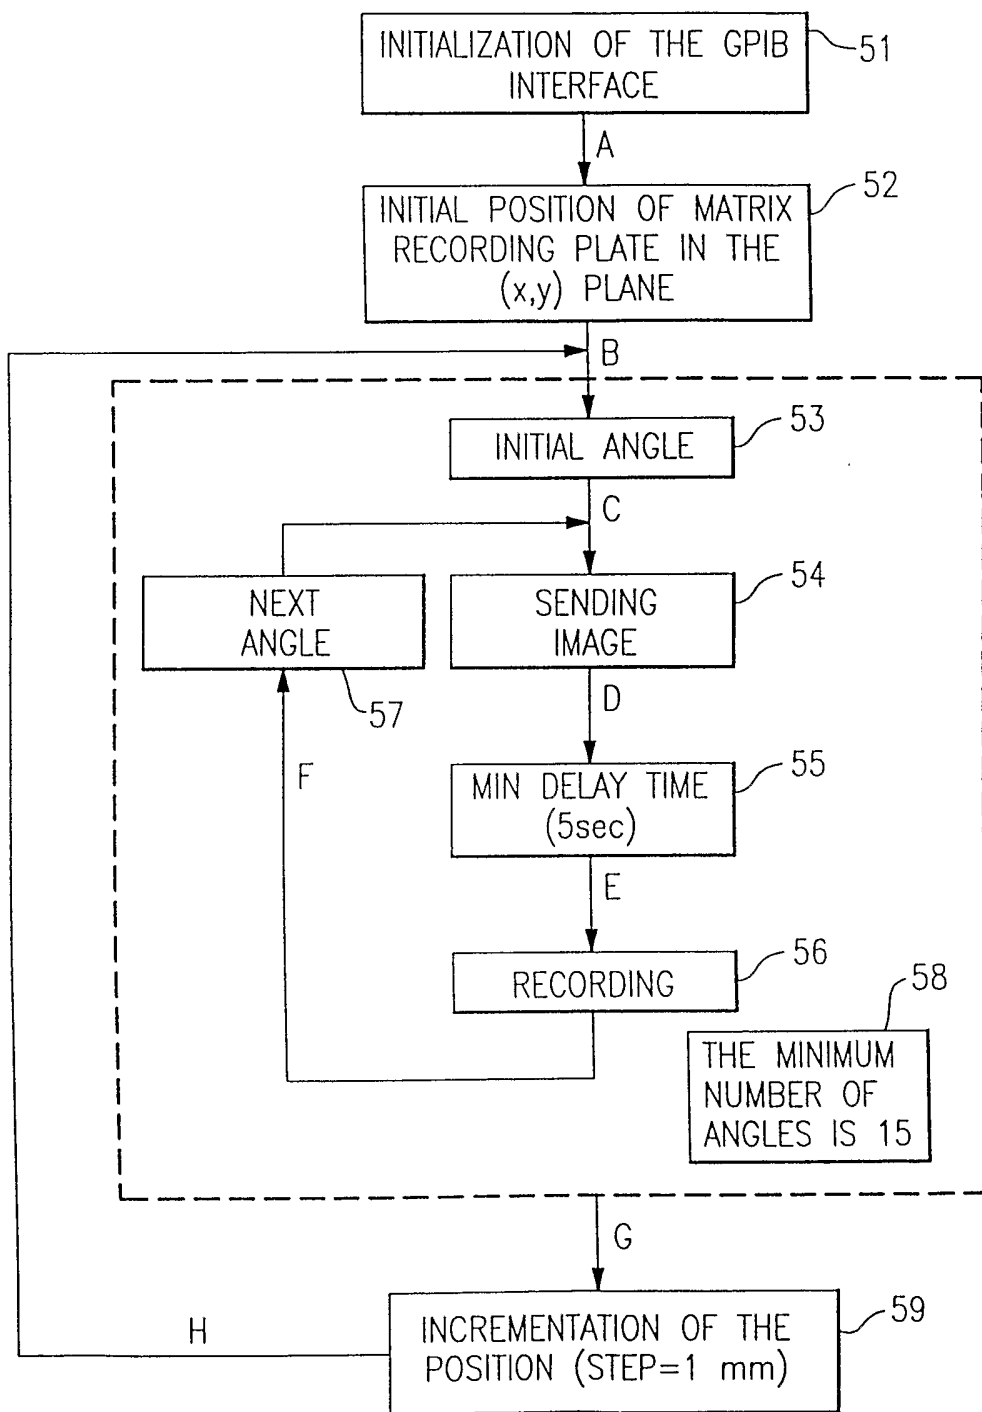 INITIALIZATION OF THE GPIB
INTERFACE
51
A
INITIAL POSITION OF MATRIX
RECORDING PLATE IN THE
(x,y) PLANE
52
B
INITIAL ANGLE
53
C
NEXT
ANGLE
57
SENDING
IMAGE
54
D
F
MIN DELAY TIME
(5sec)
55
E
RECORDING
56
58
THE MINIMUM
NUMBER OF
ANGLES IS 15
G
H
INCREMENTATION OF THE
POSITION (STEP=1 mm)
59